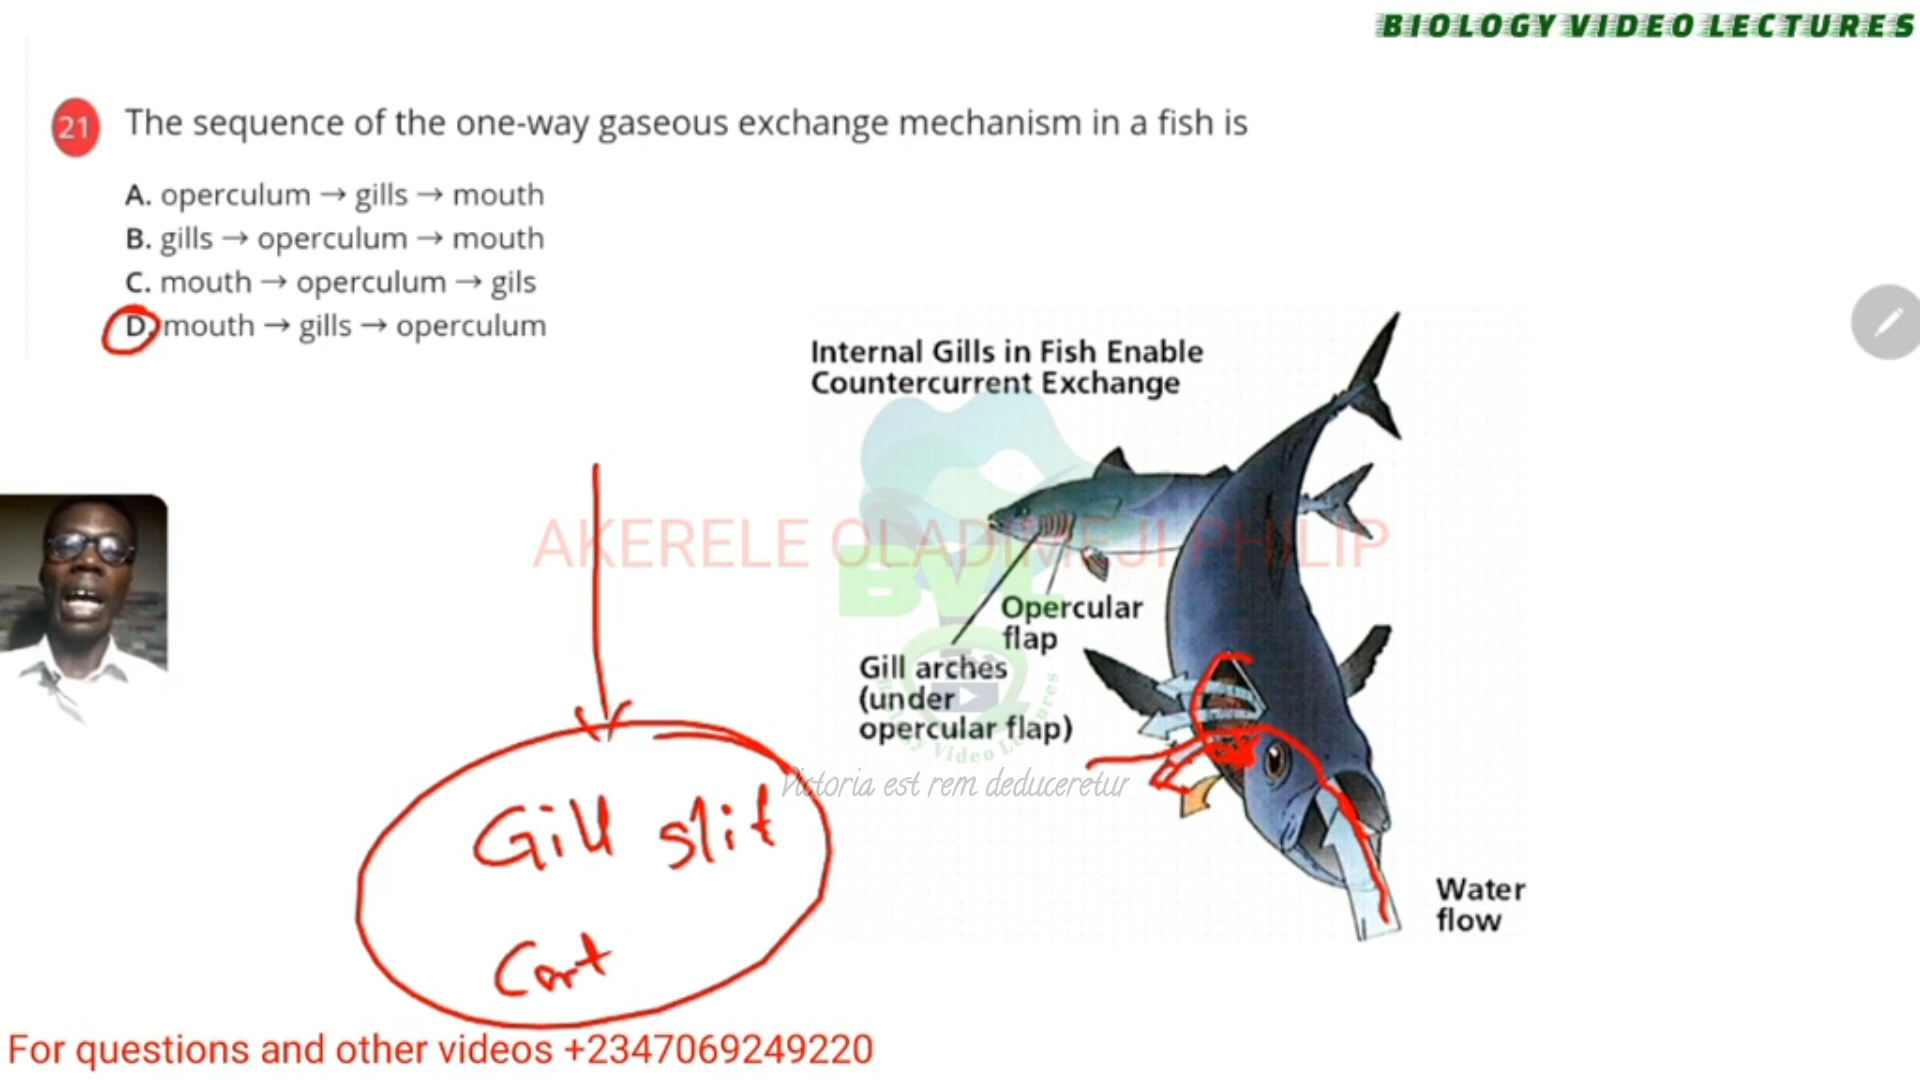 BIOLOGY VIDEO LECTURES
21 The sequence of the one-way gaseous exchange mechanism in a fish is
A. operculum → gills → mouth
B. gills → operculum → mouth
C. mouth → operculum → gils
D. mouth → gills → operculum
Internal Gills in Fish Enable
Countercurrent Exchange
AKERELE OLADIMEJI PHILIP
BVL
Opercular
flap
Gill arches
(under
opercular flap)
Victoria est rem deduceretur
Gill slit
Cart
Water
flow
For questions and other videos +2347069249220